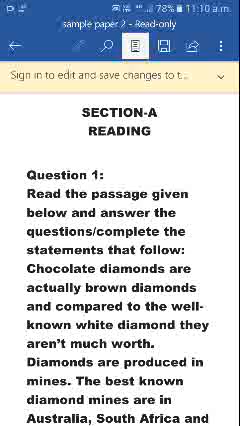 78% 11:10 a.m.
sample paper 2 - Read-only
Sign in to edit and save changes to t...
SECTION-A
READING
Question 1:
Read the passage given
below and answer the
questions/complete the
statements that follow:
Chocolate diamonds are
actually brown diamonds
and compared to the well-
known white diamond they
aren't much worth.
Diamonds are produced in
mines. The best known
diamond mines are in
Australia, South Africa and